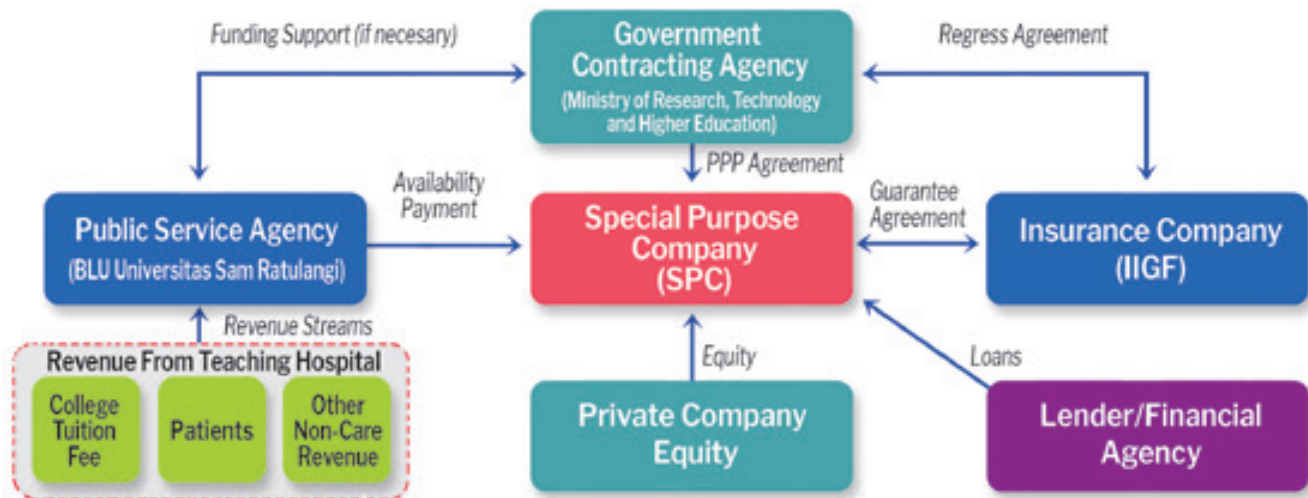 Funding Support (if necesary)
Government
Contracting Agency
(Ministry of Research, Technology
and Higher Education)
Regress Agreement
PPP Agreement
Availability
Payment
Guarantee
Agreement
Public Service Agency
(BLU Universitas Sam Ratulangi)
Special Purpose
Company
(SPC)
Insurance Company
(IIGF)
Revenue Streams
Revenue From Teaching Hospital
College
Tuition
Fee
Patients
Other
Non-Care
Revenue
Equity
Loans
Private Company
Equity
Lender/Financial
Agency